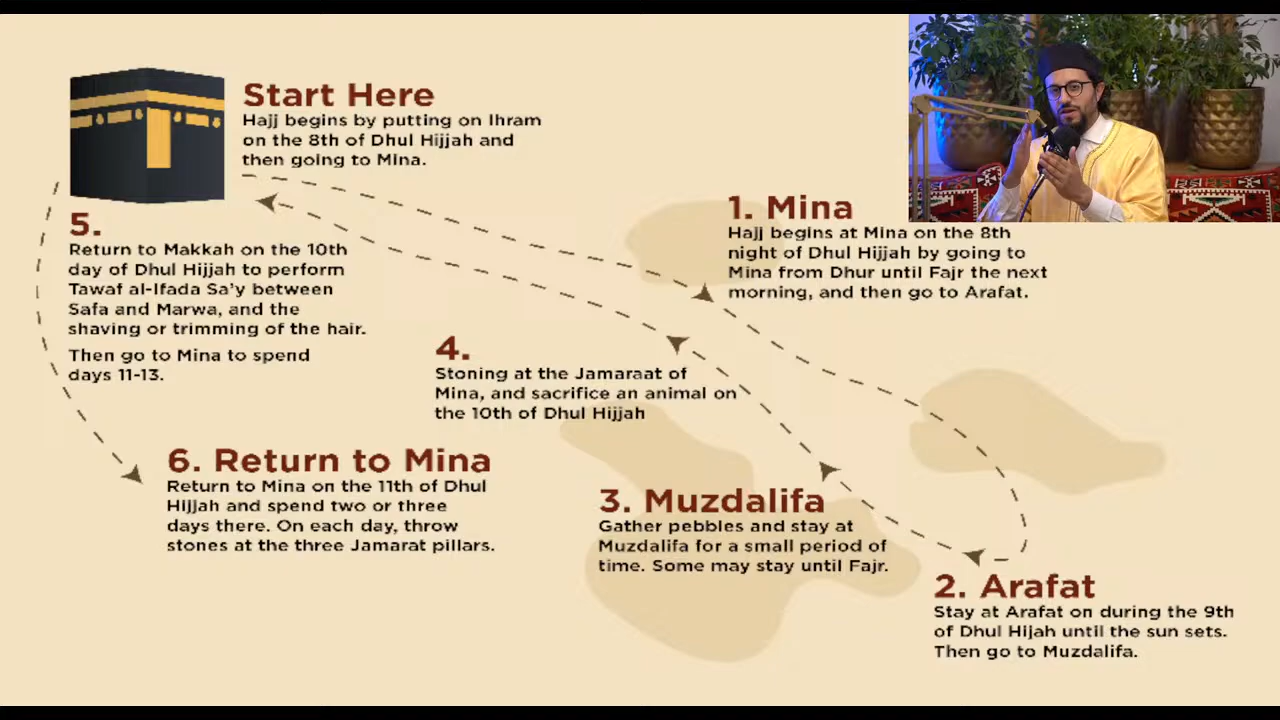 Start Here
Hajj begins by putting on Ihram
on the 8th of Dhul Hijjah and
then going to Mina.
1. Mina
Hajj begins at Mina on the 8th
night of Dhul Hijjah by going to
Mina from Dhur until Fajr the next
morning, and then go to Arafat.
2. Arafat
Stay at Arafat on during the 9th
of Dhul Hijah until the sun sets.
Then go to Muzdalifa.
3. Muzdalifa
Gather pebbles and stay at
Muzdalifa for a small period of
time. Some may stay until Fajr.
4.
Stoning at the Jamaraat of
Mina, and sacrifice an animal on
the 10th of Dhul Hijjah
5.
Return to Makkah on the 10th
day of Dhul Hijjah to perform
Tawaf al-Ifada Sa'y between
Safa and Marwa, and the
shaving or trimming of the hair.
Then go to Mina to spend
days 11-13.
6. Return to Mina
Return to Mina on the 11th of Dhul
Hijjah and spend two or three
days there. On each day, throw
stones at the three Jamarat pillars.